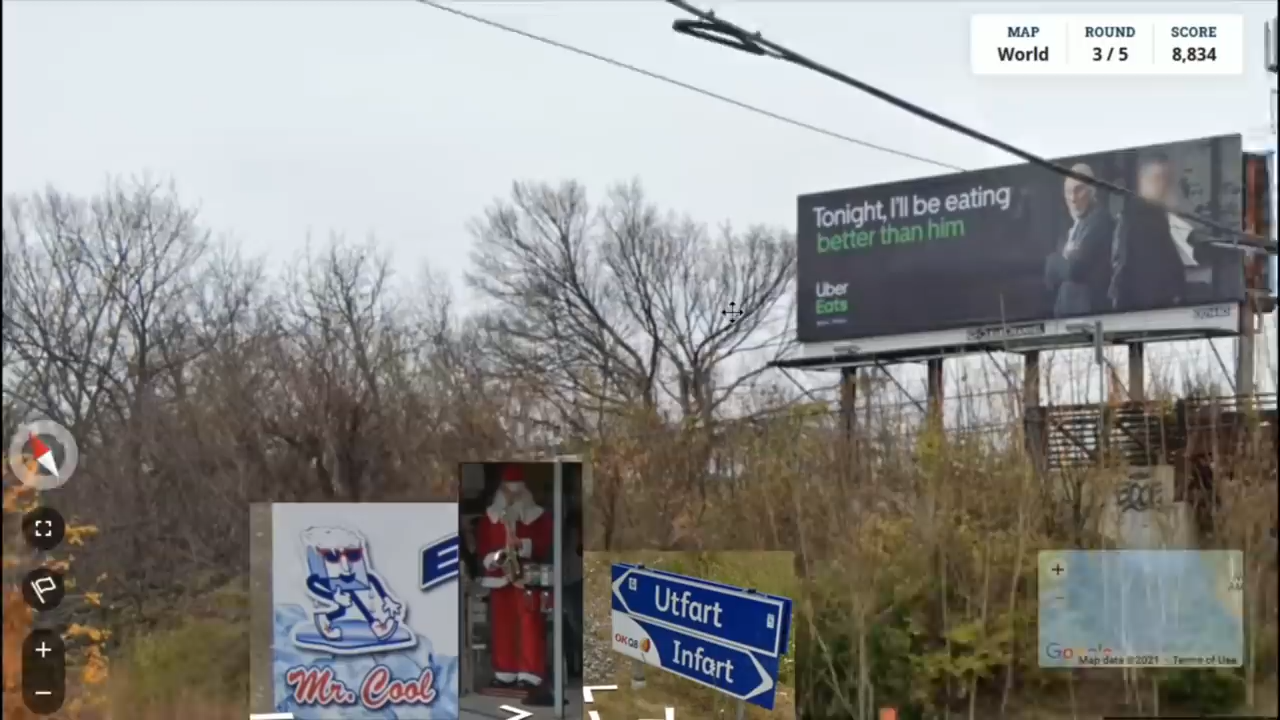 MAP
World
ROUND
3 / 5
SCORE
8,834
Tonight, I'll be eating
better than him
Uber
Eats
E
Mr. Cool
Utfart
OKQ8
Infart
+
−
+
Google
Map data ©2021
Terms of Use